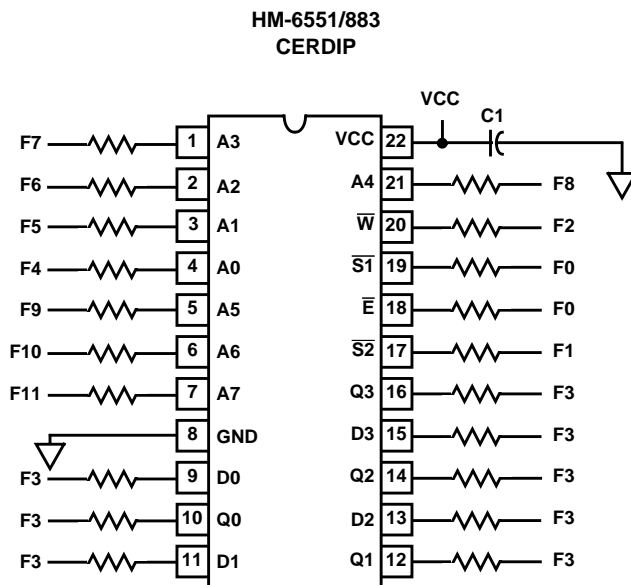 HM-6551/883
CERDIP
VCC
C1
F7 1 A3 VCC 22
F6 2 A2 A4 21 F8
F5 3 A1 W̅ 20 F2
F4 4 A0 S̅1̅ 19 F0
F9 5 A5 E̅ 18 F0
F10 6 A6 S̅2̅ 17 F1
F11 7 A7 Q3 16 F3
8 GND D3 15 F3
F3 9 D0 Q2 14 F3
F3 10 Q0 D2 13 F3
F3 11 D1 Q1 12 F3